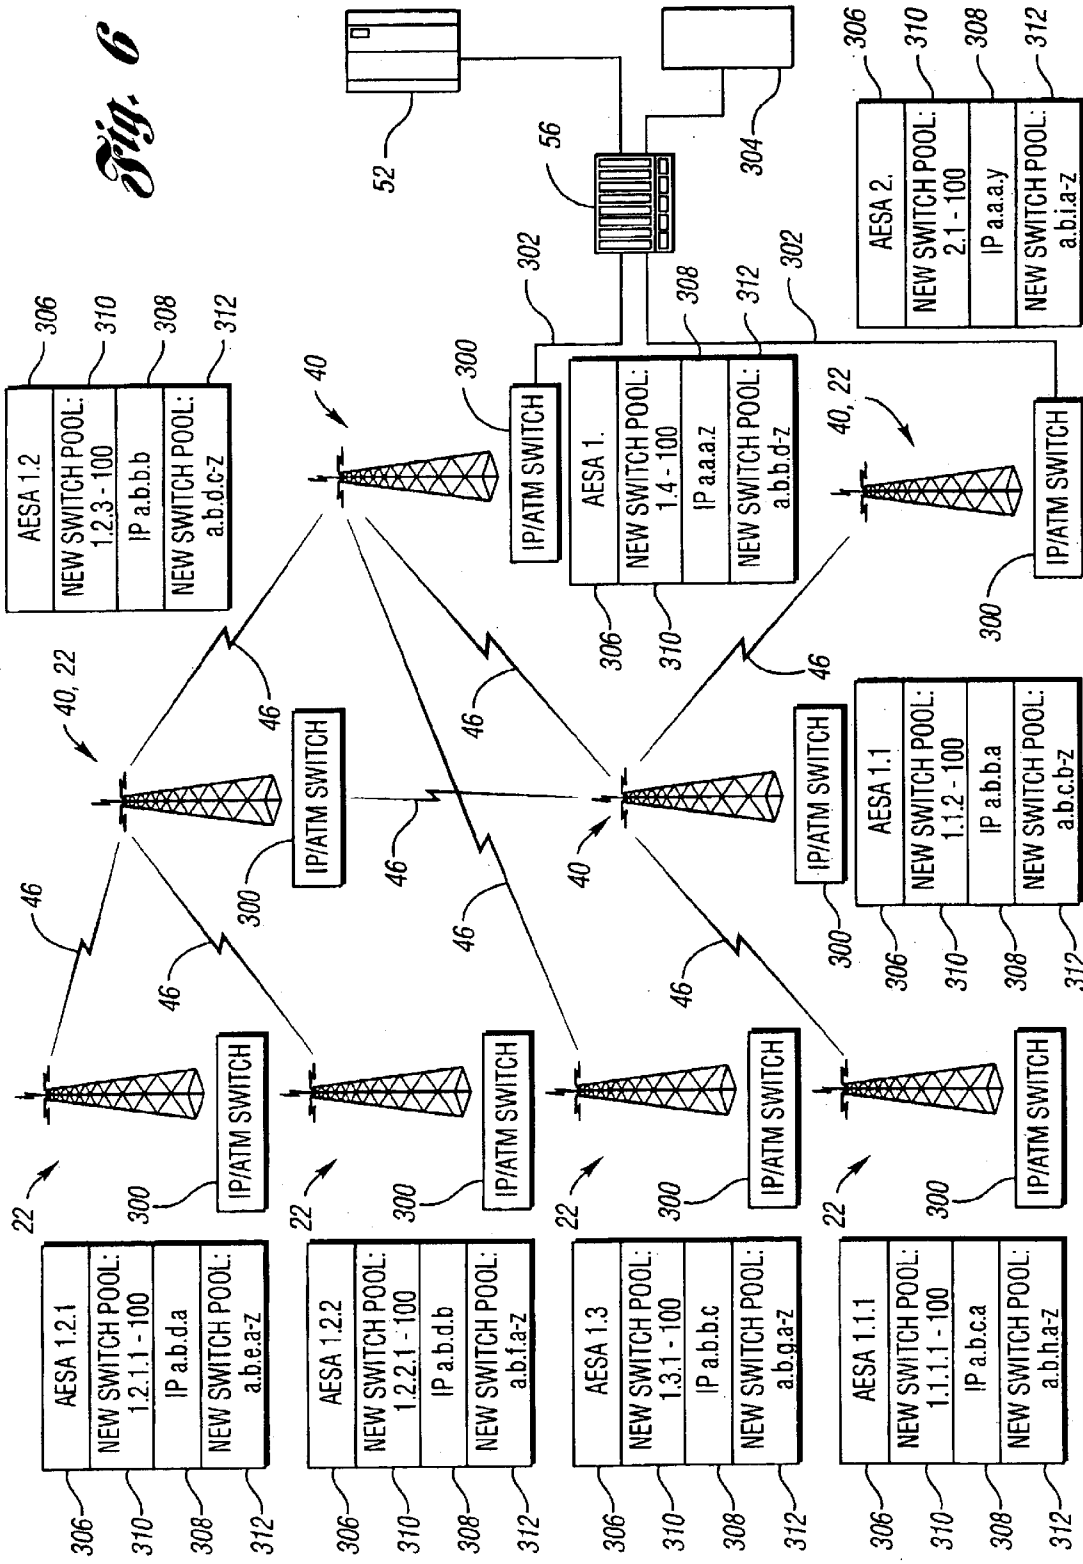 Fig. 6
AESA 1.2
NEW SWITCH POOL:
1.2.3 - 100
IP a.b.b.b
NEW SWITCH POOL:
a.b.d.c-z
306
310
308
312
40, 22
46
46
46
IP/ATM SWITCH
300
22
IP/ATM SWITCH
300
AESA 1.2.1
NEW SWITCH POOL:
1.2.1.1 - 100
IP a.b.d.a
NEW SWITCH POOL:
a.b.e.a-z
306
310
308
312
22
IP/ATM SWITCH
300
AESA 1.2.2
NEW SWITCH POOL:
1.2.2.1 - 100
IP a.b.d.b
NEW SWITCH POOL:
a.b.f.a-z
306
310
308
312
40
46
46
46
IP/ATM SWITCH
300
302
52
56
304
AESA 1.
NEW SWITCH POOL:
1.4 - 100
IP a.a.a.z
NEW SWITCH POOL:
a.b.b.d-z
306
310
308
312
22
IP/ATM SWITCH
300
AESA 1.3
NEW SWITCH POOL:
1.3.1 - 100
IP a.b.b.c
NEW SWITCH POOL:
a.b.g.a-z
306
310
308
312
40
46
46
IP/ATM SWITCH
300
AESA 1.1
NEW SWITCH POOL:
1.1.2 - 100
IP a.b.b.a
NEW SWITCH POOL:
a.b.c.b-z
306
310
308
312
22
IP/ATM SWITCH
300
AESA 1.1.1
NEW SWITCH POOL:
1.1.1.1 - 100
IP a.b.c.a
NEW SWITCH POOL:
a.b.h.a-z
306
310
308
312
40, 22
IP/ATM SWITCH
300
302
AESA 2.
NEW SWITCH POOL:
2.1 - 100
IP a.a.a.y
NEW SWITCH POOL:
a.b.i.a-z
306
310
308
312